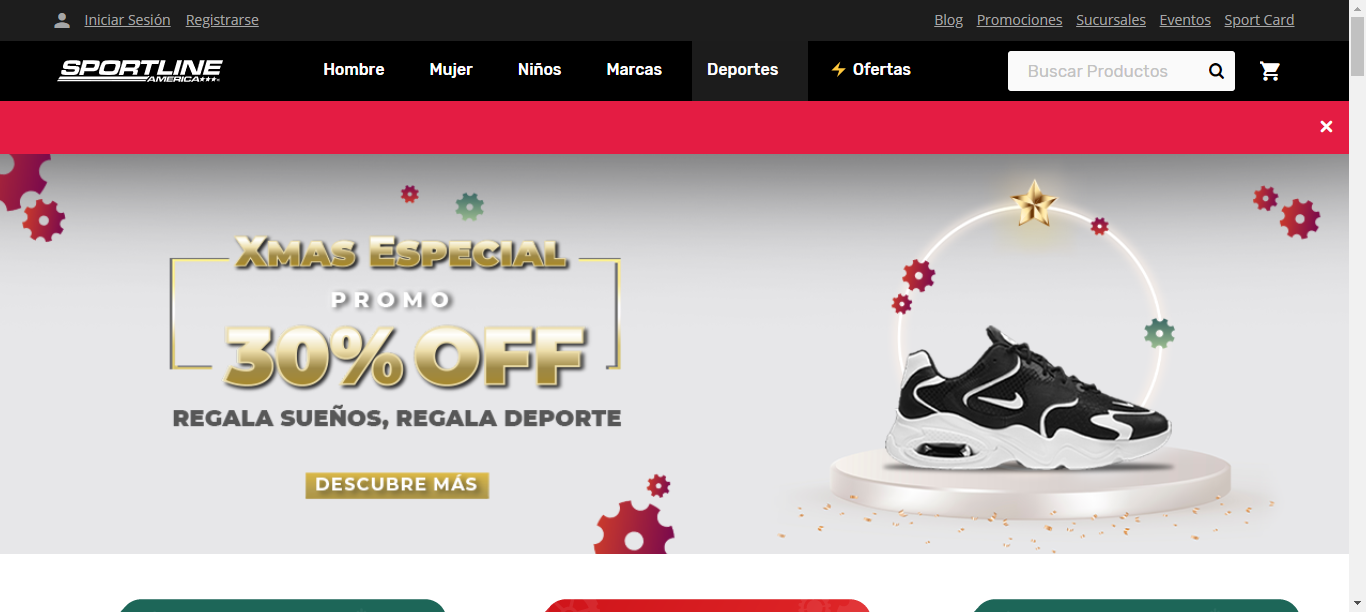 Iniciar Sesión Registrarse Blog Promociones Sucursales Eventos Sport Card
SPORTLINE
AMERICA
Hombre Mujer Niños Marcas Deportes ⚡ Ofertas Buscar Productos
×
XMAS ESPECIAL
PROMO
30% OFF
REGALA SUEÑOS, REGALA DEPORTE
DESCUBRE MÁS